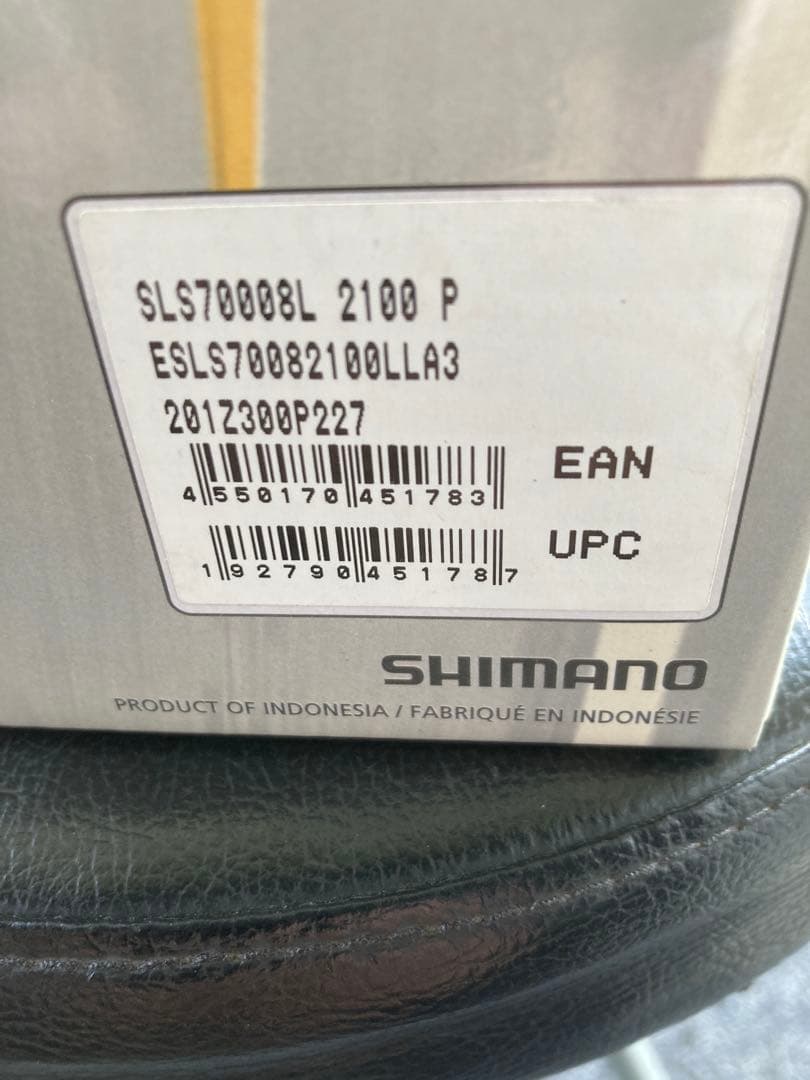 SLS70008L 2100 P
ESLS70082100LLA3
201Z300P227
4 550170 451783 EAN
1 92790 45178 7 UPC
SHIMANO
PRODUCT OF INDONESIA / FABRIQUÉ EN INDONÉSIE